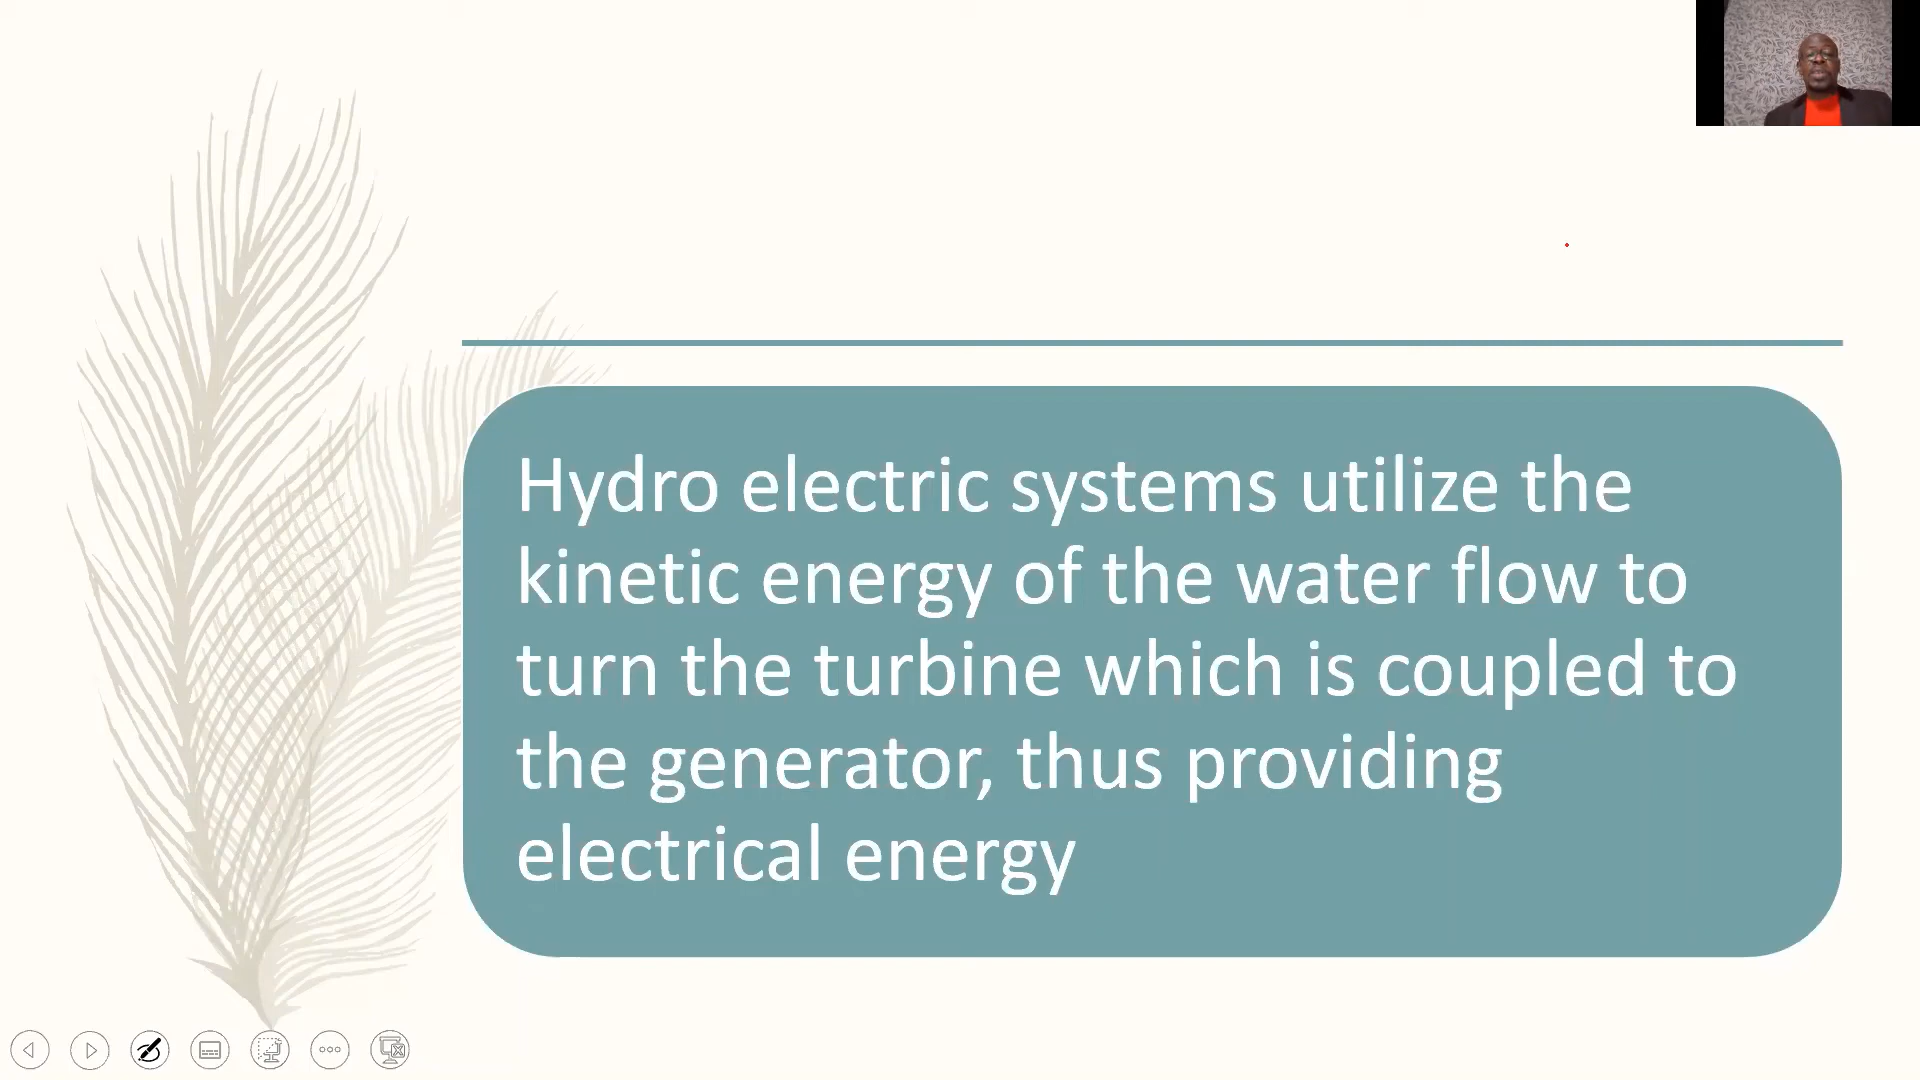 Hydro electric systems utilize the
kinetic energy of the water flow to
turn the turbine which is coupled to
the generator, thus providing
electrical energy